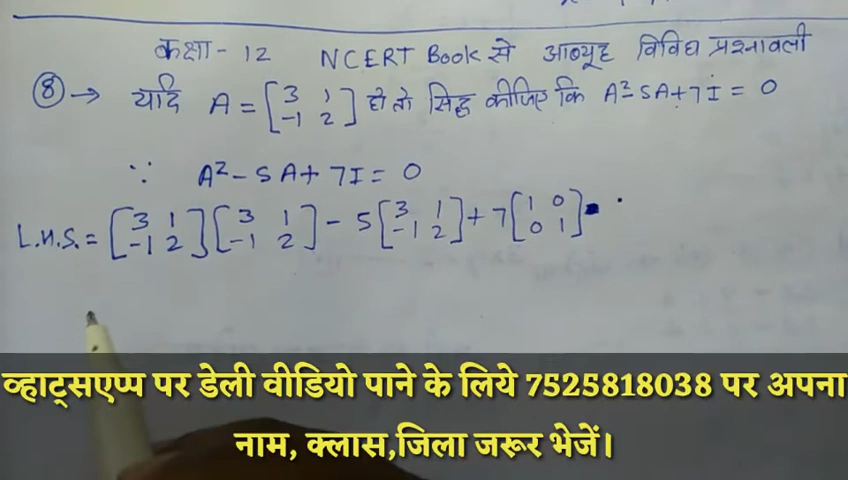 कक्षा - 12 NCERT Book से आव्यूह विविध प्रश्नावली
⑧ → यदि A = [3 1 -1 2] हो तो सिद्ध कीजिए कि A² - 5A + 7I = 0
∵ A² - 5A + 7I = 0
L.H.S. = [3 1 -1 2] [3 1 -1 2] - 5 [3 1 -1 2] + 7 [1 0 0 1]
व्हाट्सएप्प पर डेली वीडियो पाने के लिये 7525818038 पर अपना
नाम, क्लास,जिला जरूर भेजें।